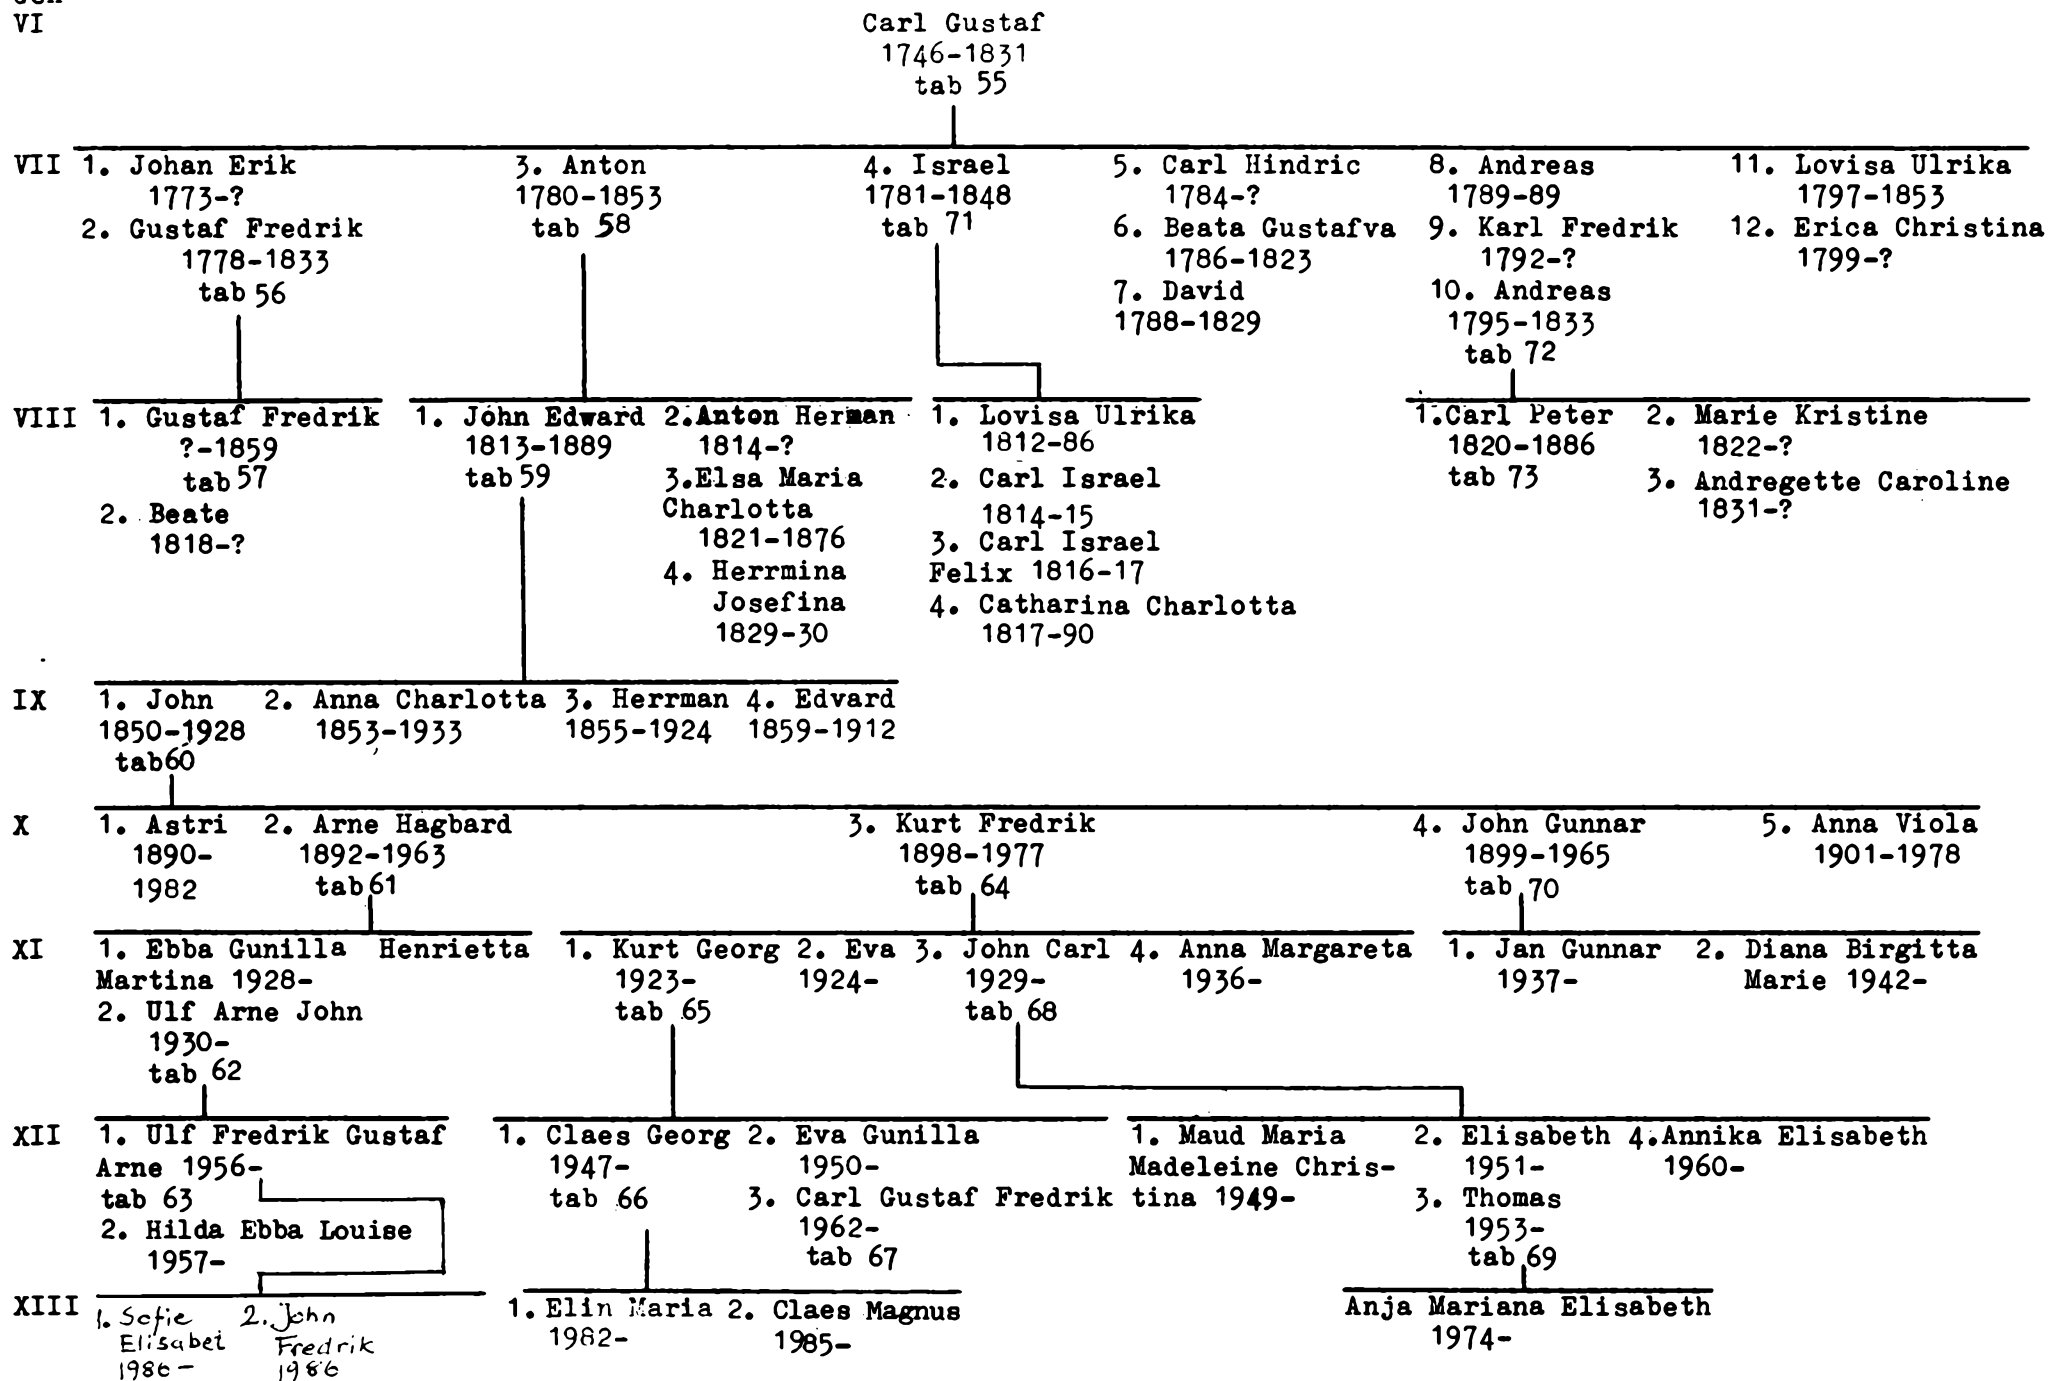 VI
Carl Gustaf
1746-1831
tab 55
VII
1. Johan Erik
1773-?
2. Gustaf Fredrik
1778-1833
tab 56
3. Anton
1780-1853
tab 58
4. Israel
1781-1848
tab 71
5. Carl Hindric
1784-?
6. Beata Gustafva
1786-1823
7. David
1788-1829
8. Andreas
1789-89
9. Karl Fredrik
1792-?
10. Andreas
1795-1833
tab 72
11. Lovisa Ulrika
1797-1853
12. Erica Christina
1799-?
VIII
1. Gustaf Fredrik
?-1859
tab 57
2. Beate
1818-?
1. John Edward
1813-1889
tab 59
2. Anton Herman
1814-?
3. Elsa Maria
Charlotta
1821-1876
4. Herrmina
Josefina
1829-30
1. Lovisa Ulrika
1812-86
2. Carl Israel
1814-15
3. Carl Israel
Felix 1816-17
4. Catharina Charlotta
1817-90
1. Carl Peter
1820-1886
tab 73
2. Marie Kristine
1822-?
3. Andregette Caroline
1831-?
IX
1. John
1850-1928
tab 60
2. Anna Charlotta
1853-1933
3. Herrman
1855-1924
4. Edvard
1859-1912
X
1. Astri
1890-
1982
2. Arne Hagbard
1892-1963
tab 61
3. Kurt Fredrik
1898-1977
tab 64
4. John Gunnar
1899-1965
tab 70
5. Anna Viola
1901-1978
XI
1. Ebba Gunilla Henrietta
Martina 1928-
2. Ulf Arne John
1930-
tab 62
1. Kurt Georg
1923-
tab 65
2. Eva
1924-
3. John Carl
1929-
tab 68
4. Anna Margareta
1936-
1. Jan Gunnar
1937-
2. Diana Birgitta
Marie 1942-
XII
1. Ulf Fredrik Gustaf
Arne 1956-
tab 63
2. Hilda Ebba Louise
1957-
1. Claes Georg
1947-
tab 66
2. Eva Gunilla
1950-
3. Carl Gustaf Fredrik
1962-
tab 67
1. Maud Maria
Madeleine Chris-
tina 1949-
2. Elisabeth
1951-
3. Thomas
1953-
tab 69
4. Annika Elisabeth
1960-
XIII
1. Sofie
Elisabet
1986-
2. John
Fredrik
1986
1. Elin Maria
1982-
2. Claes Magnus
1985-
Anja Mariana Elisabeth
1974-